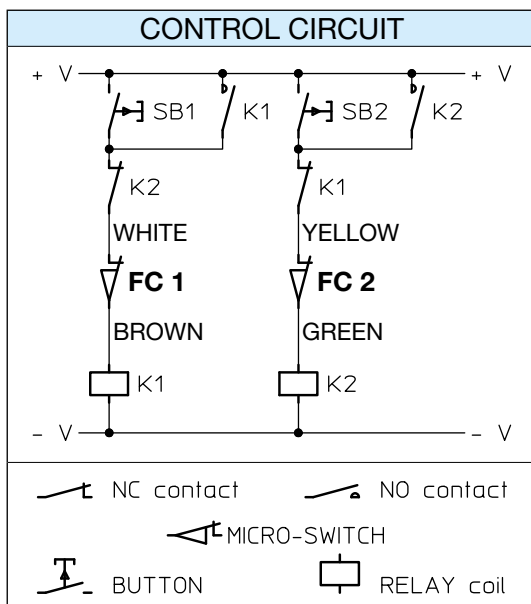 CONTROL CIRCUIT
+ V + V
SB1 K1 SB2 K2
K2 K1
WHITE YELLOW
FC 1 FC 2
BROWN GREEN
K1 K2
- V - V
NC contact NO contact
MICRO-SWITCH
BUTTON RELAY coil